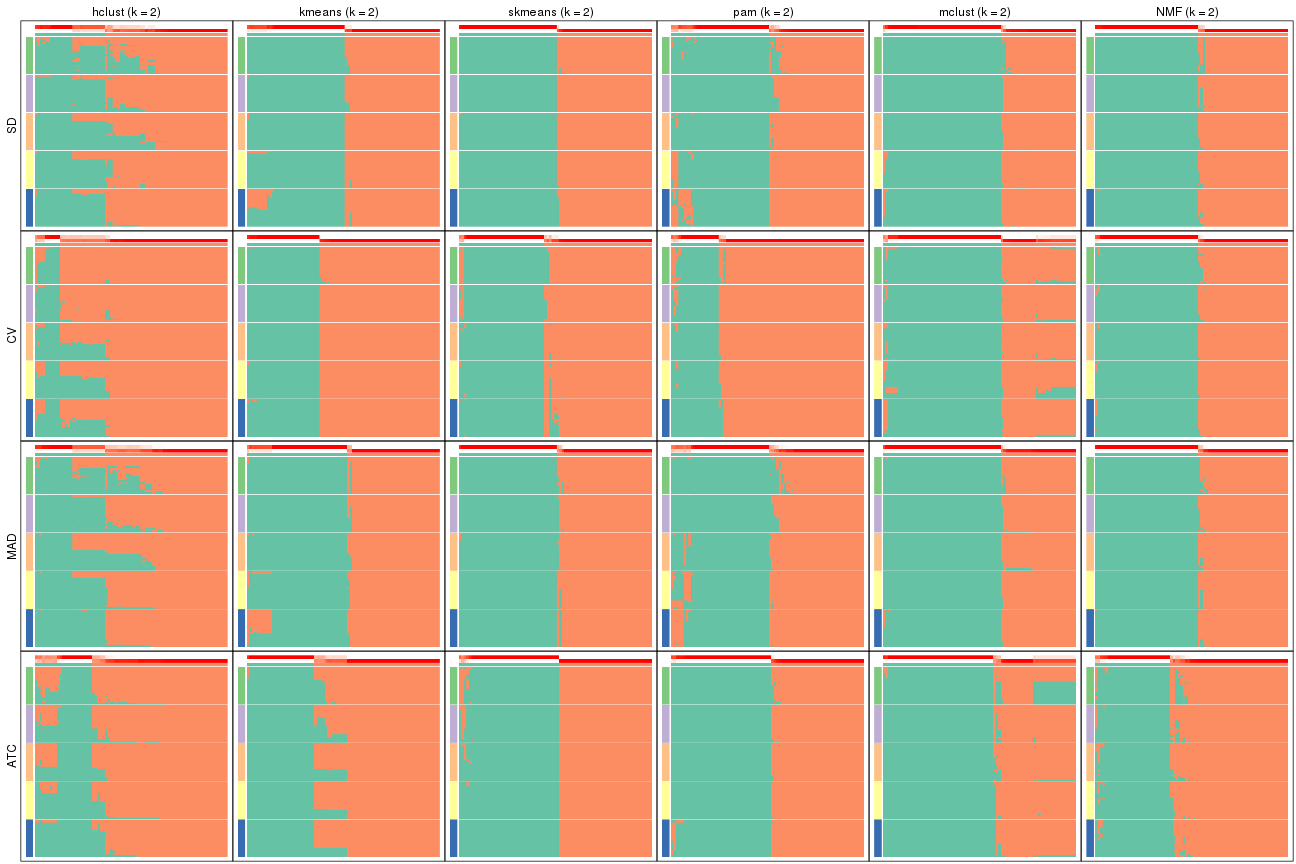 hclust (k = 2)
kmeans (k = 2)
skmeans (k = 2)
pam (k = 2)
mclust (k = 2)
NMF (k = 2)
SD
CV
MAD
ATC